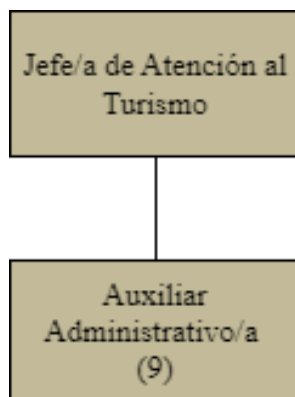 Jefe/a de Atención al
Turismo
Auxiliar
Administrativo/a
(9)